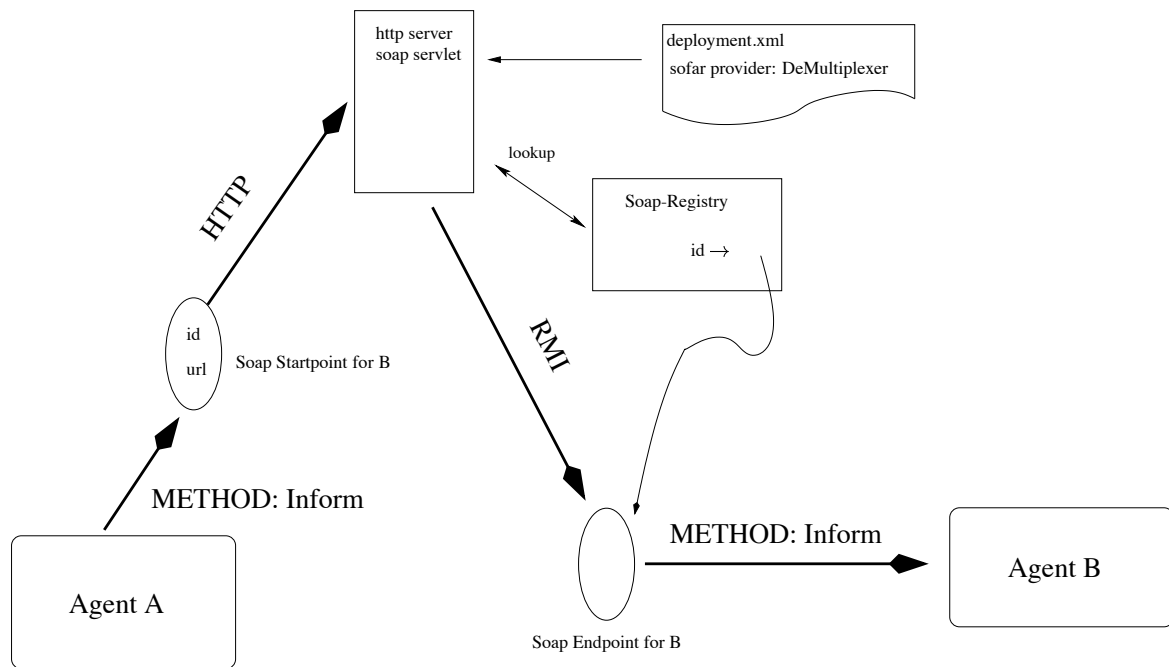 http server
soap servlet
deployment.xml
sofar provider: DeMultiplexer
lookup
Soap-Registry
id →
HTTP
RMI
id
url
Soap Startpoint for B
METHOD: Inform
METHOD: Inform
Agent A
Agent B
Soap Endpoint for B